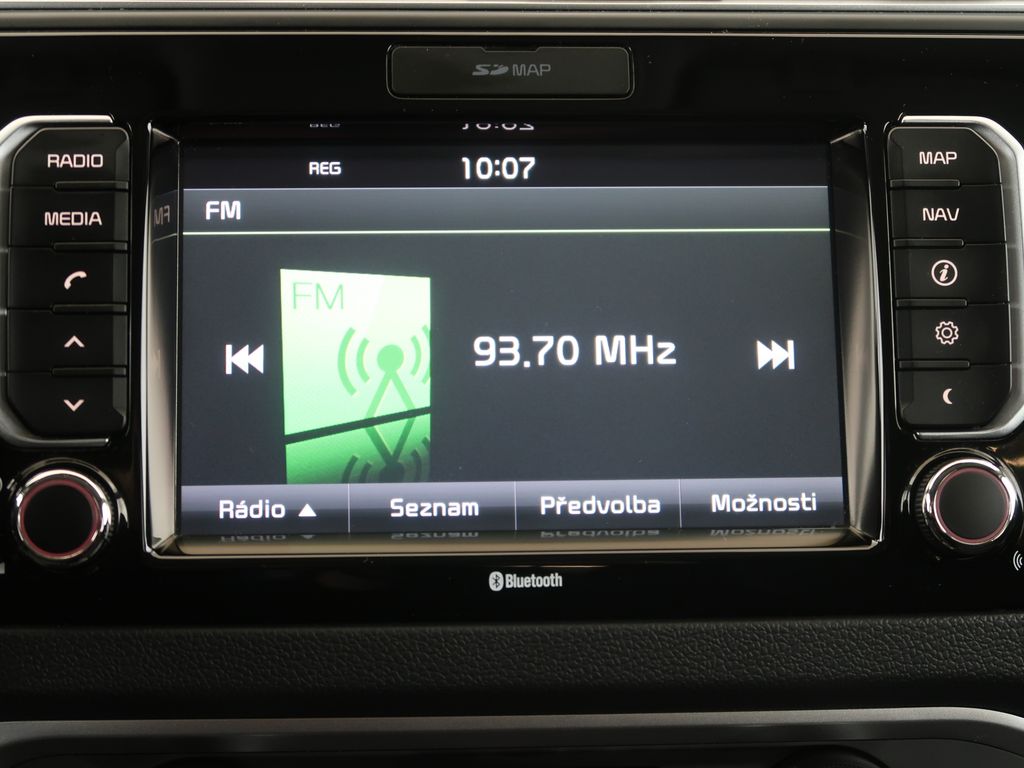 SD MAP
REG 10:07
FM
FM
93.70 MHz
Rádio Seznam Předvolba Možnosti
RADIO
MEDIA
MAP
NAV
i
Bluetooth